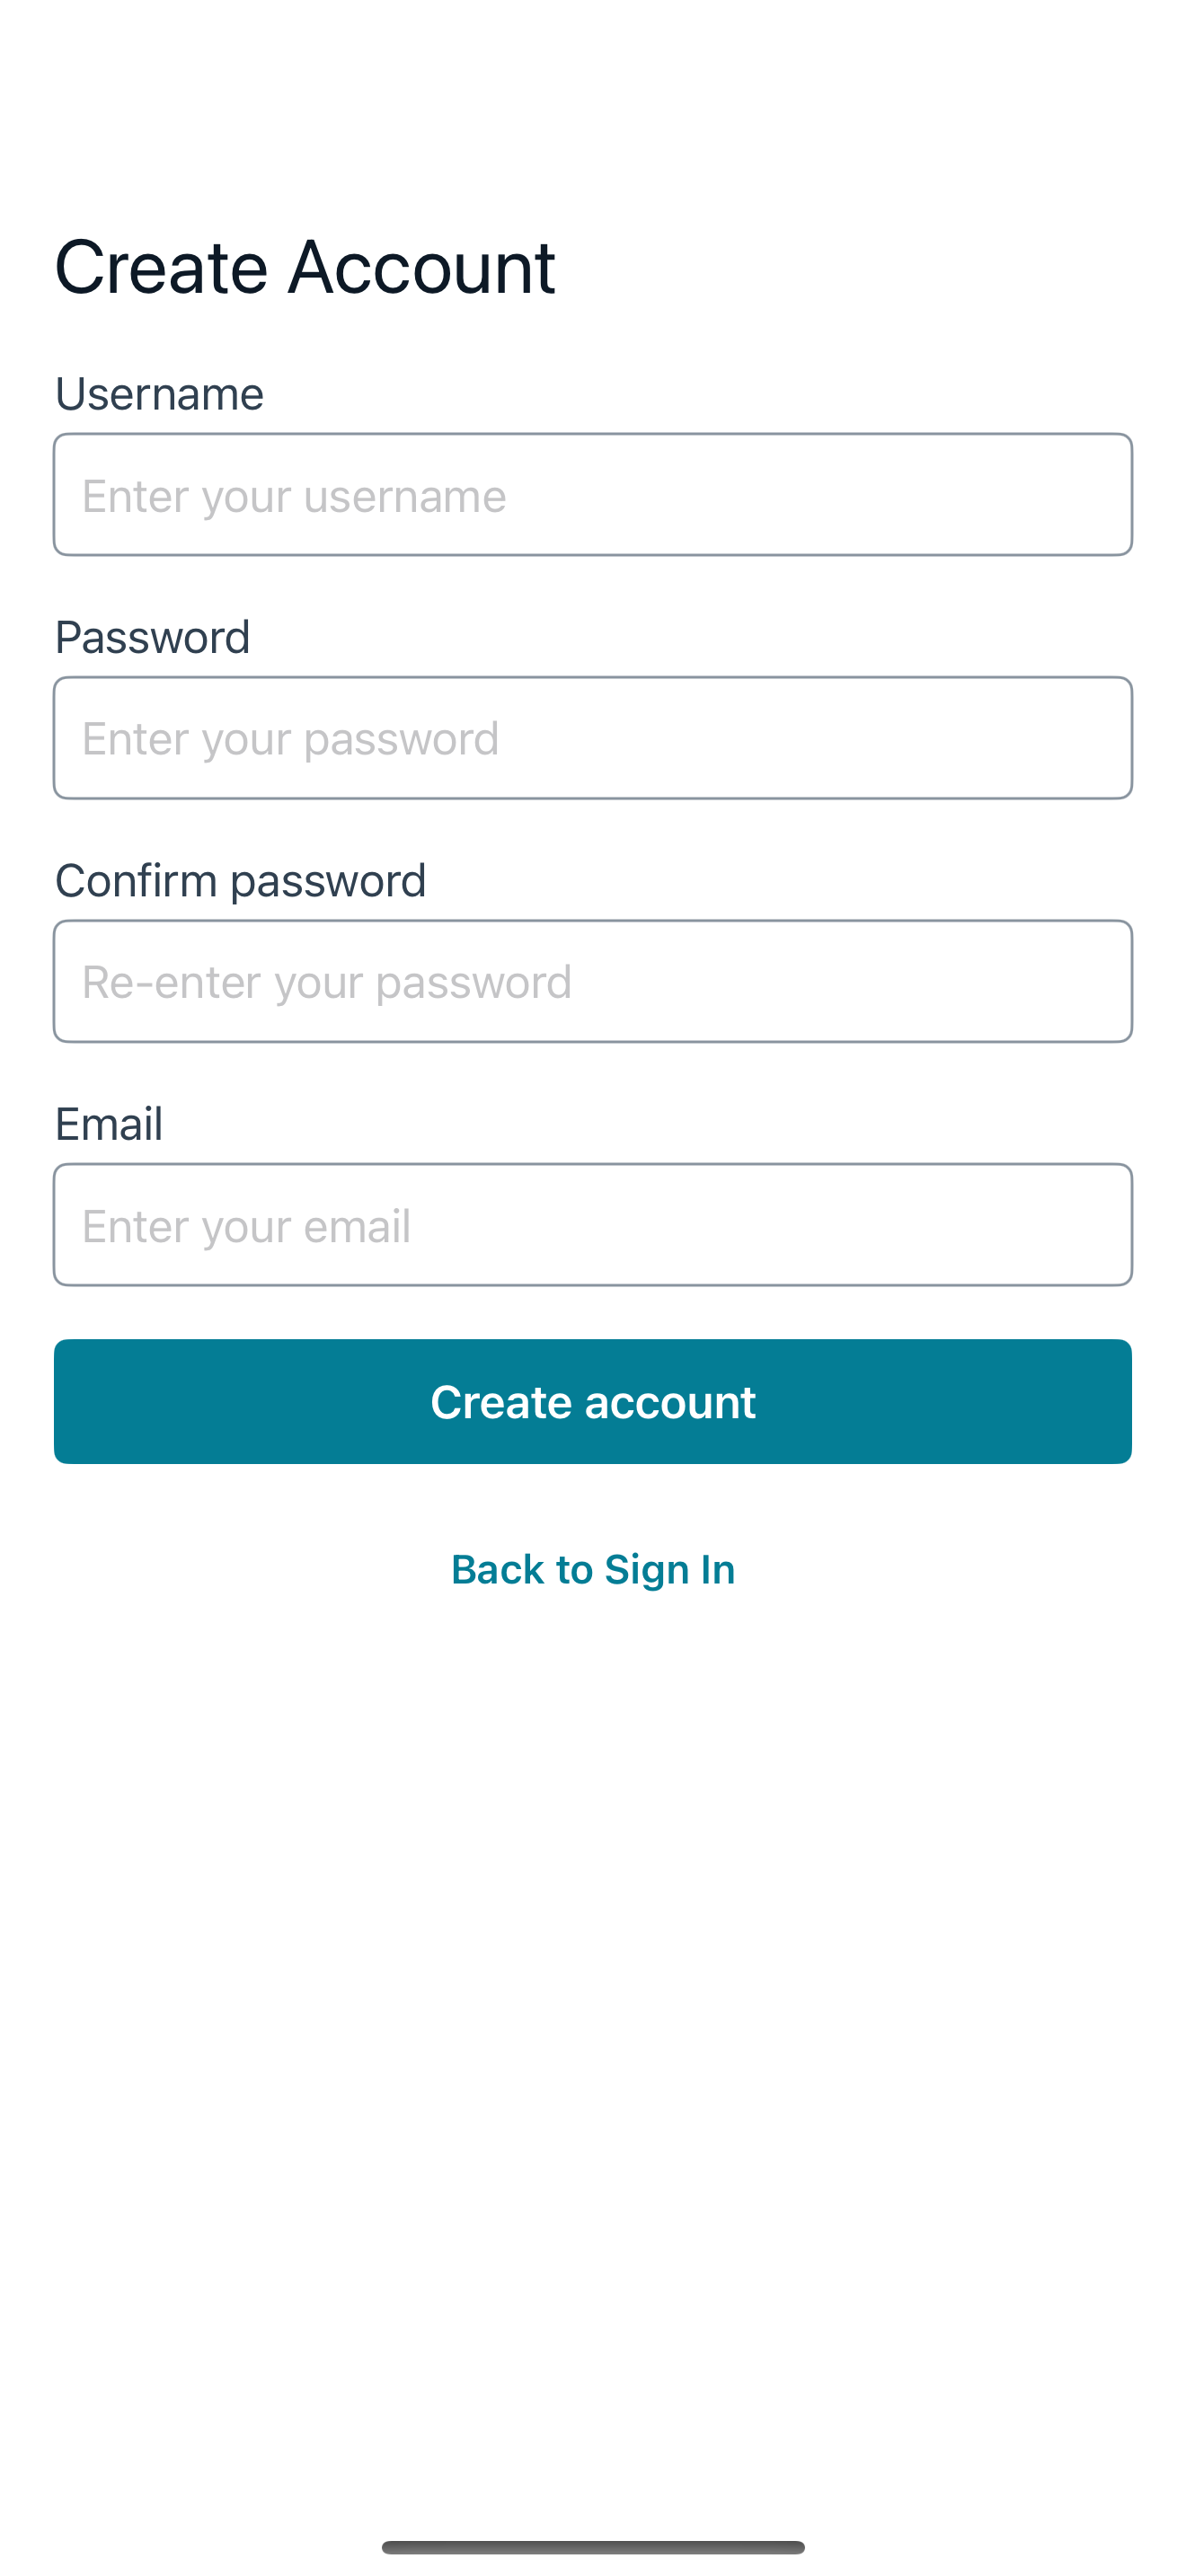 Create Account
Username
Enter your username
Password
Enter your password
Confirm password
Re-enter your password
Email
Enter your email
Create account
Back to Sign In